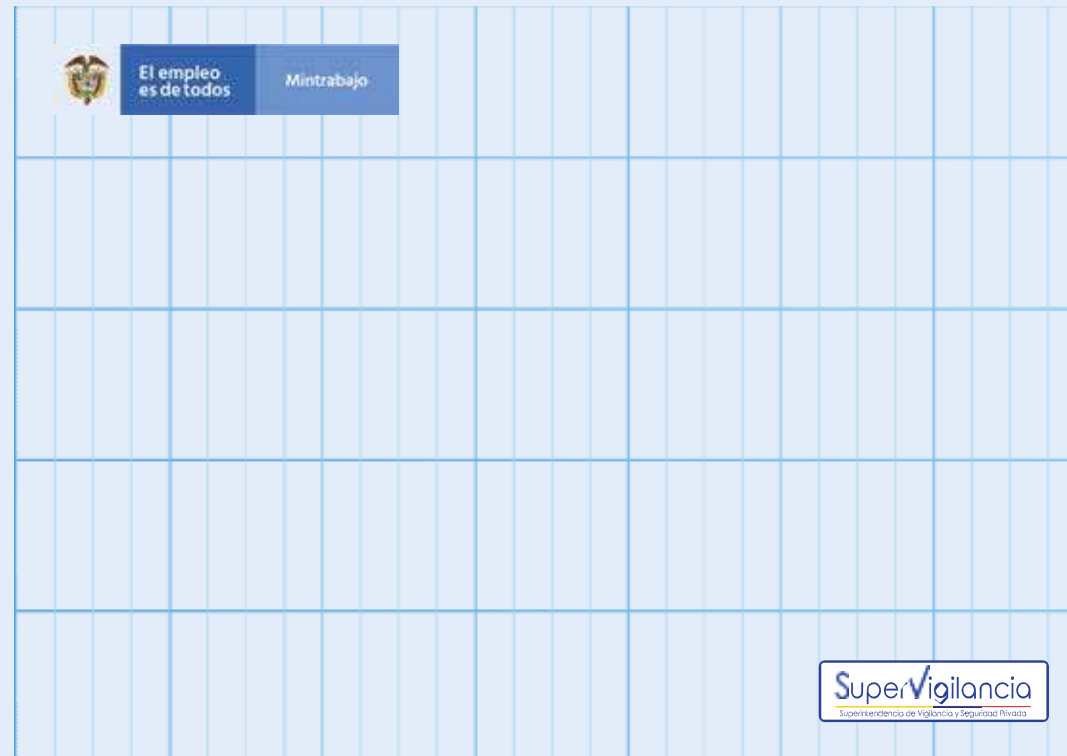 El empleo
es de todos
Mintrabajo
SuperVigilancia
Superintendencia de Vigilancia y Seguridad Privada